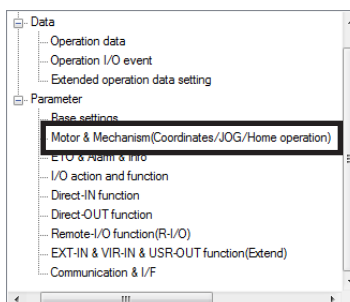 Data
Operation data
Operation I/O event
Extended operation data setting
Parameter
Base settings
Motor & Mechanism(Coordinates/JOG/Home operation)
ETO & Alarm & Info
I/O action and function
Direct-IN function
Direct-OUT function
Remote-I/O function(R-I/O)
EXT-IN & VIR-IN & USR-OUT function(Extend)
Communication & I/F